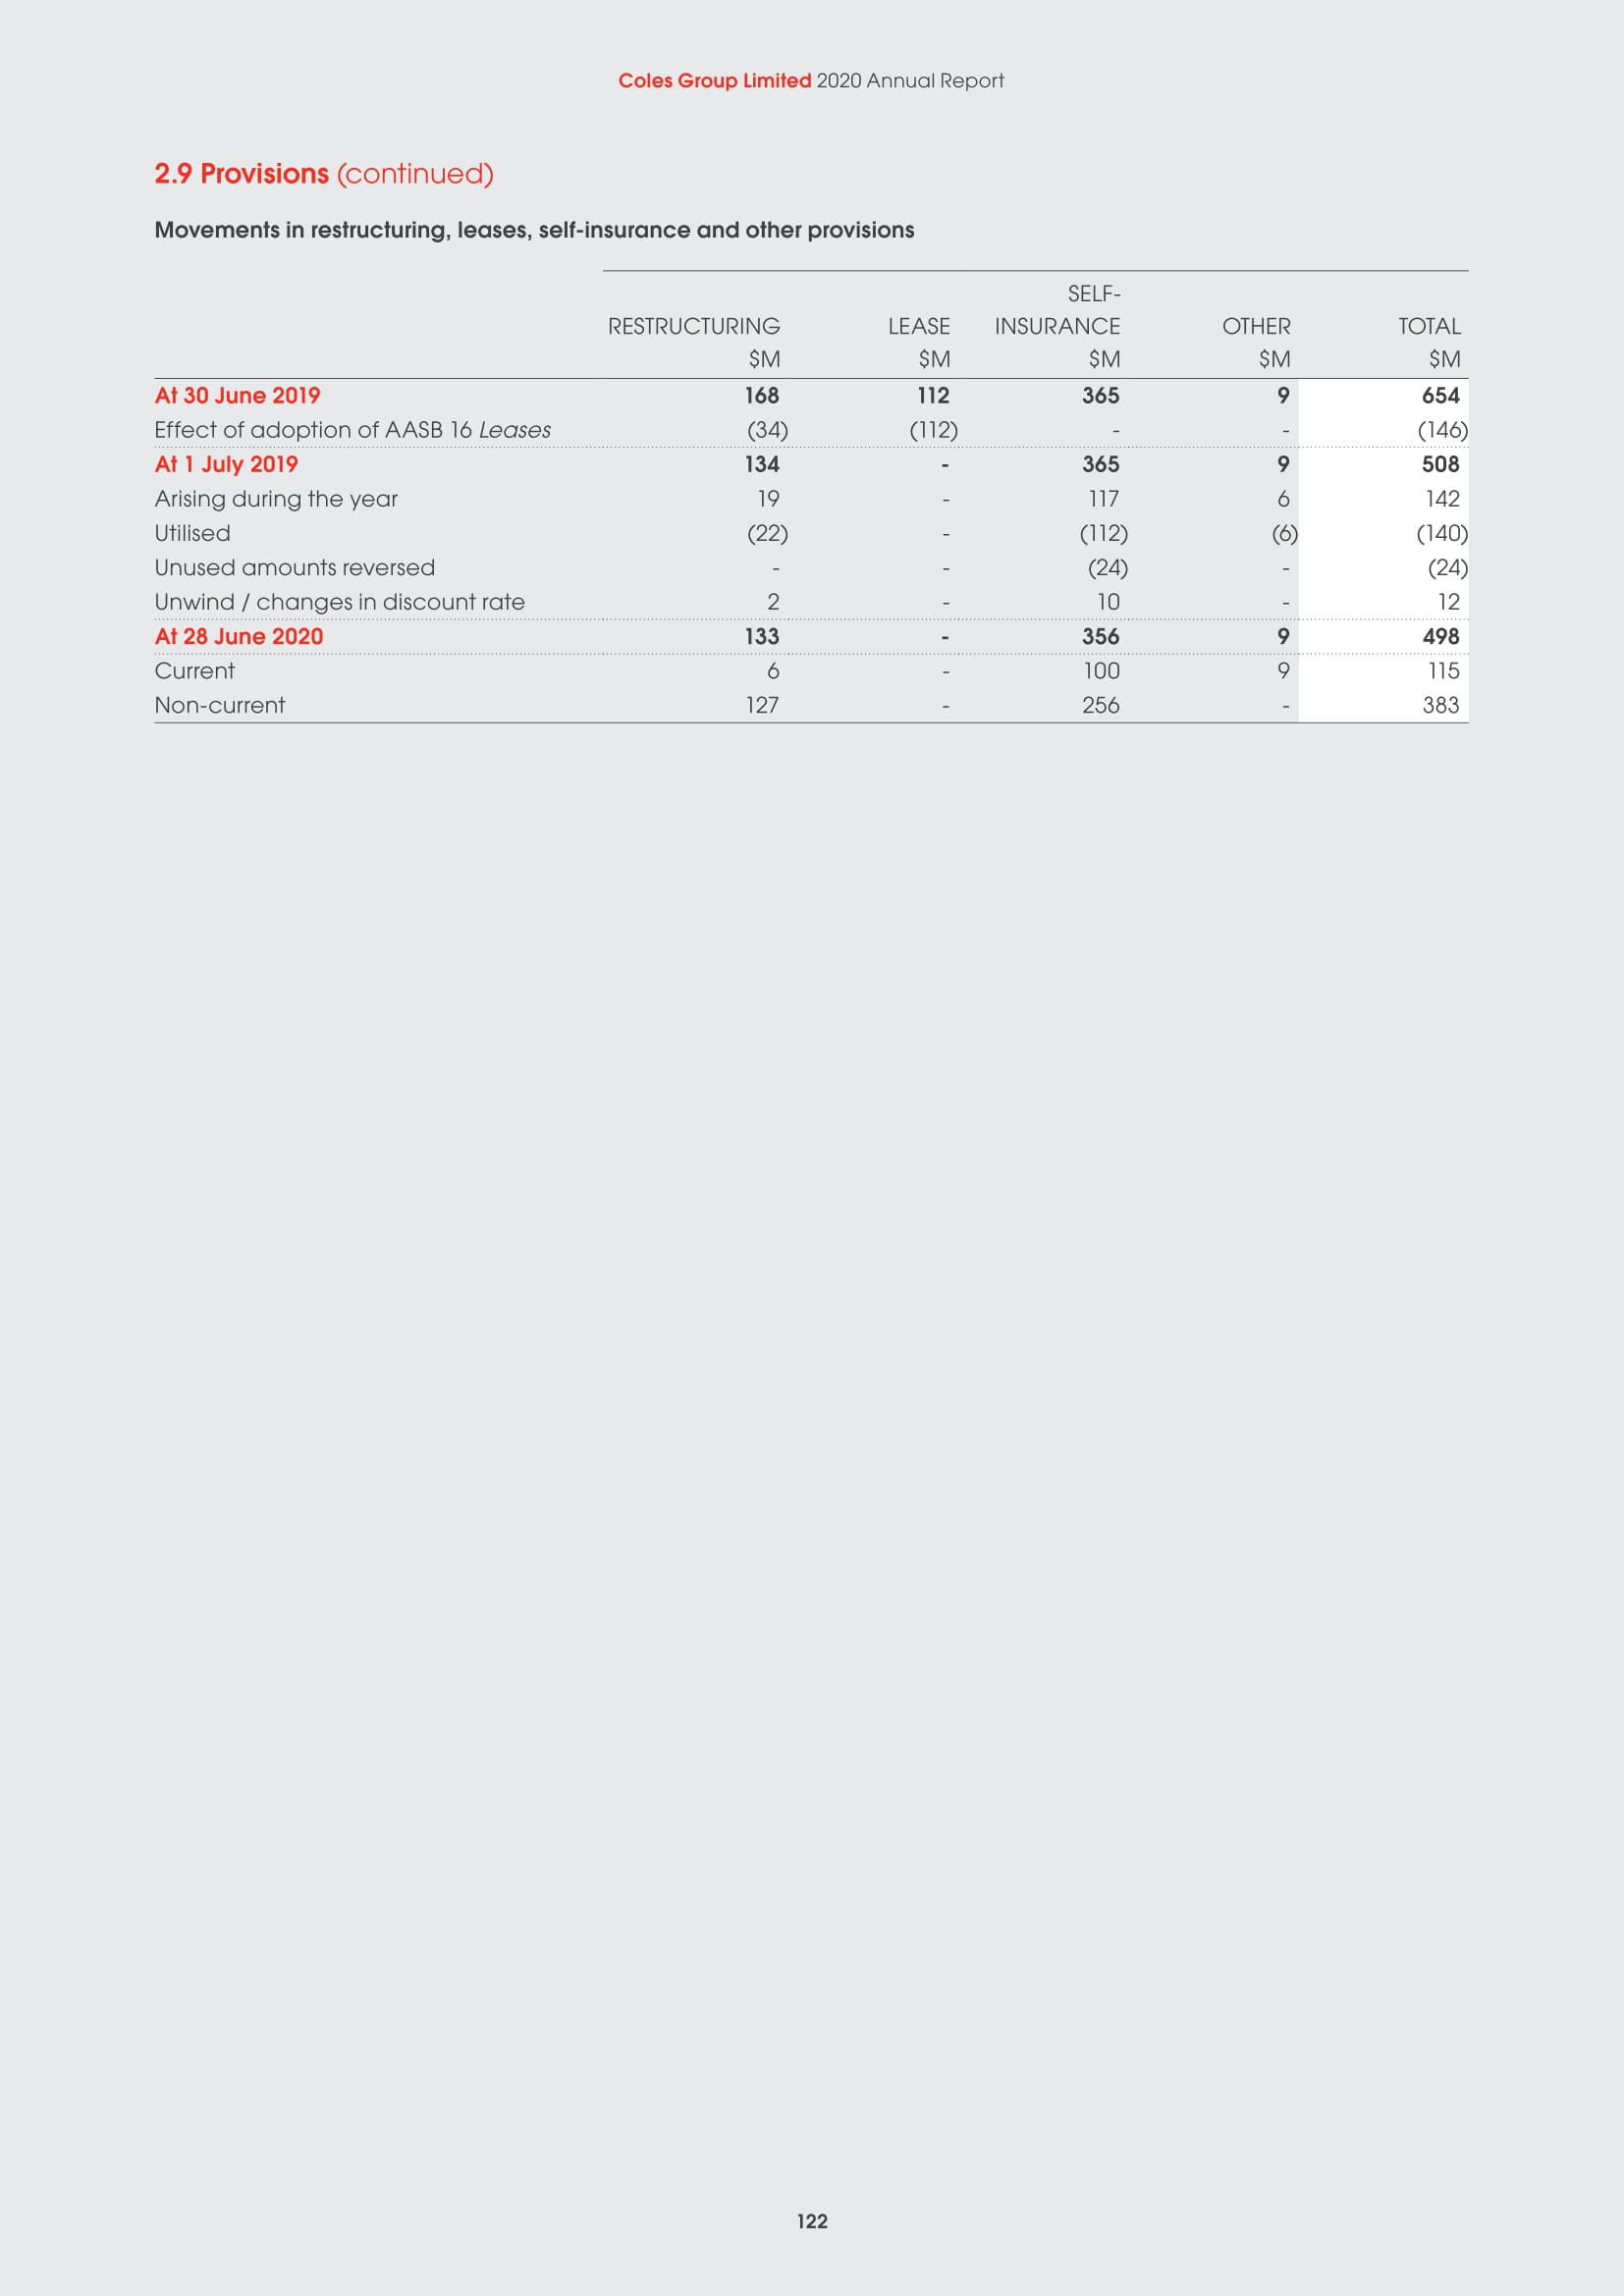 Coles Group Limited 2020 Annual Report
2.9 Provisions (continued)
Movements in restructuring, leases, self-insurance and other provisions
SELF-
RESTRUCTURING LEASE INSURANCE OTHER TOTAL
$M $M $M $M $M
At 30 June 2019 168 112 365 9 654
Effect of adoption of AASB 16 Leases (34) (112) - - (146)
At 1 July 2019 134 - 365 9 508
Arising during the year 19 - 117 6 142
Utilised (22) - (112) (6) (140)
Unused amounts reversed - - (24) - (24)
Unwind / changes in discount rate 2 - 10 - 12
At 28 June 2020 133 - 356 9 498
Current 6 - 100 9 115
Non-current 127 - 256 - 383
122